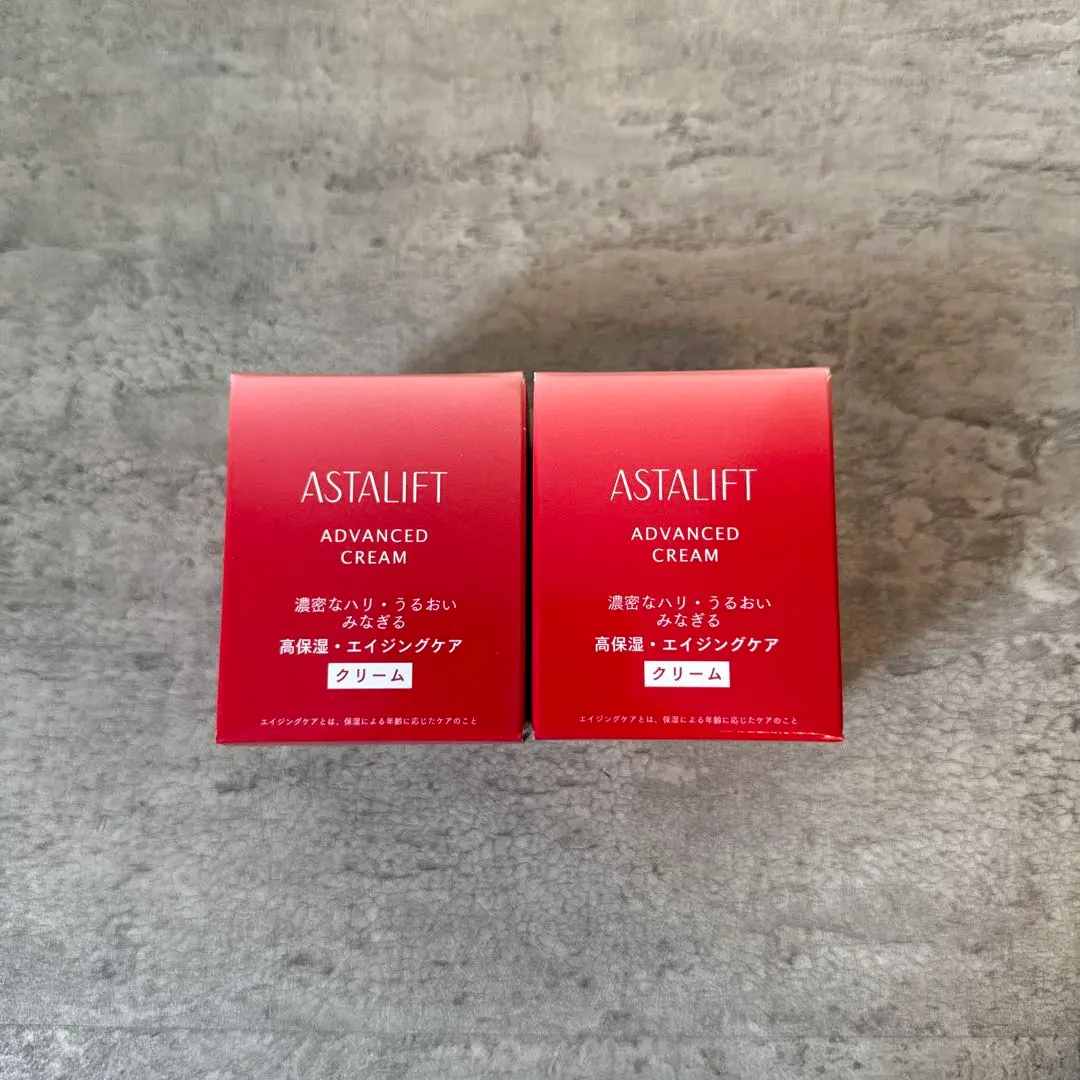 ASTALIFT
ADVANCED
CREAM
濃密なハリ・うるおい
みなぎる
高保湿・エイジングケア
クリーム
エイジングケアとは、保湿による年齢に応じたケアのこと
ASTALIFT
ADVANCED
CREAM
濃密なハリ・うるおい
みなぎる
高保湿・エイジングケア
クリーム
エイジングケアとは、保湿による年齢に応じたケアのこと